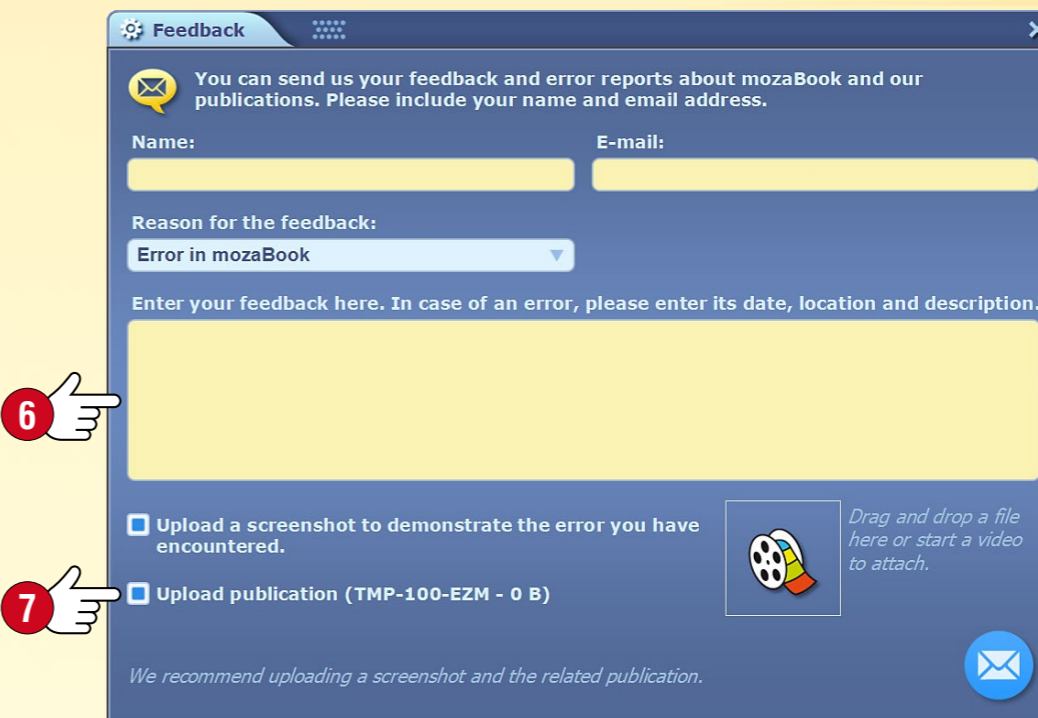 Feedback
You can send us your feedback and error reports about mozaBook and our
publications. Please include your name and email address.
Name:
E-mail:
Reason for the feedback:
Error in mozaBook
Enter your feedback here. In case of an error, please enter its date, location and description.
6
Upload a screenshot to demonstrate the error you have
encountered.
Drag and drop a file
here or start a video
to attach.
7
Upload publication (TMP-100-EZM - 0 B)
We recommend uploading a screenshot and the related publication.